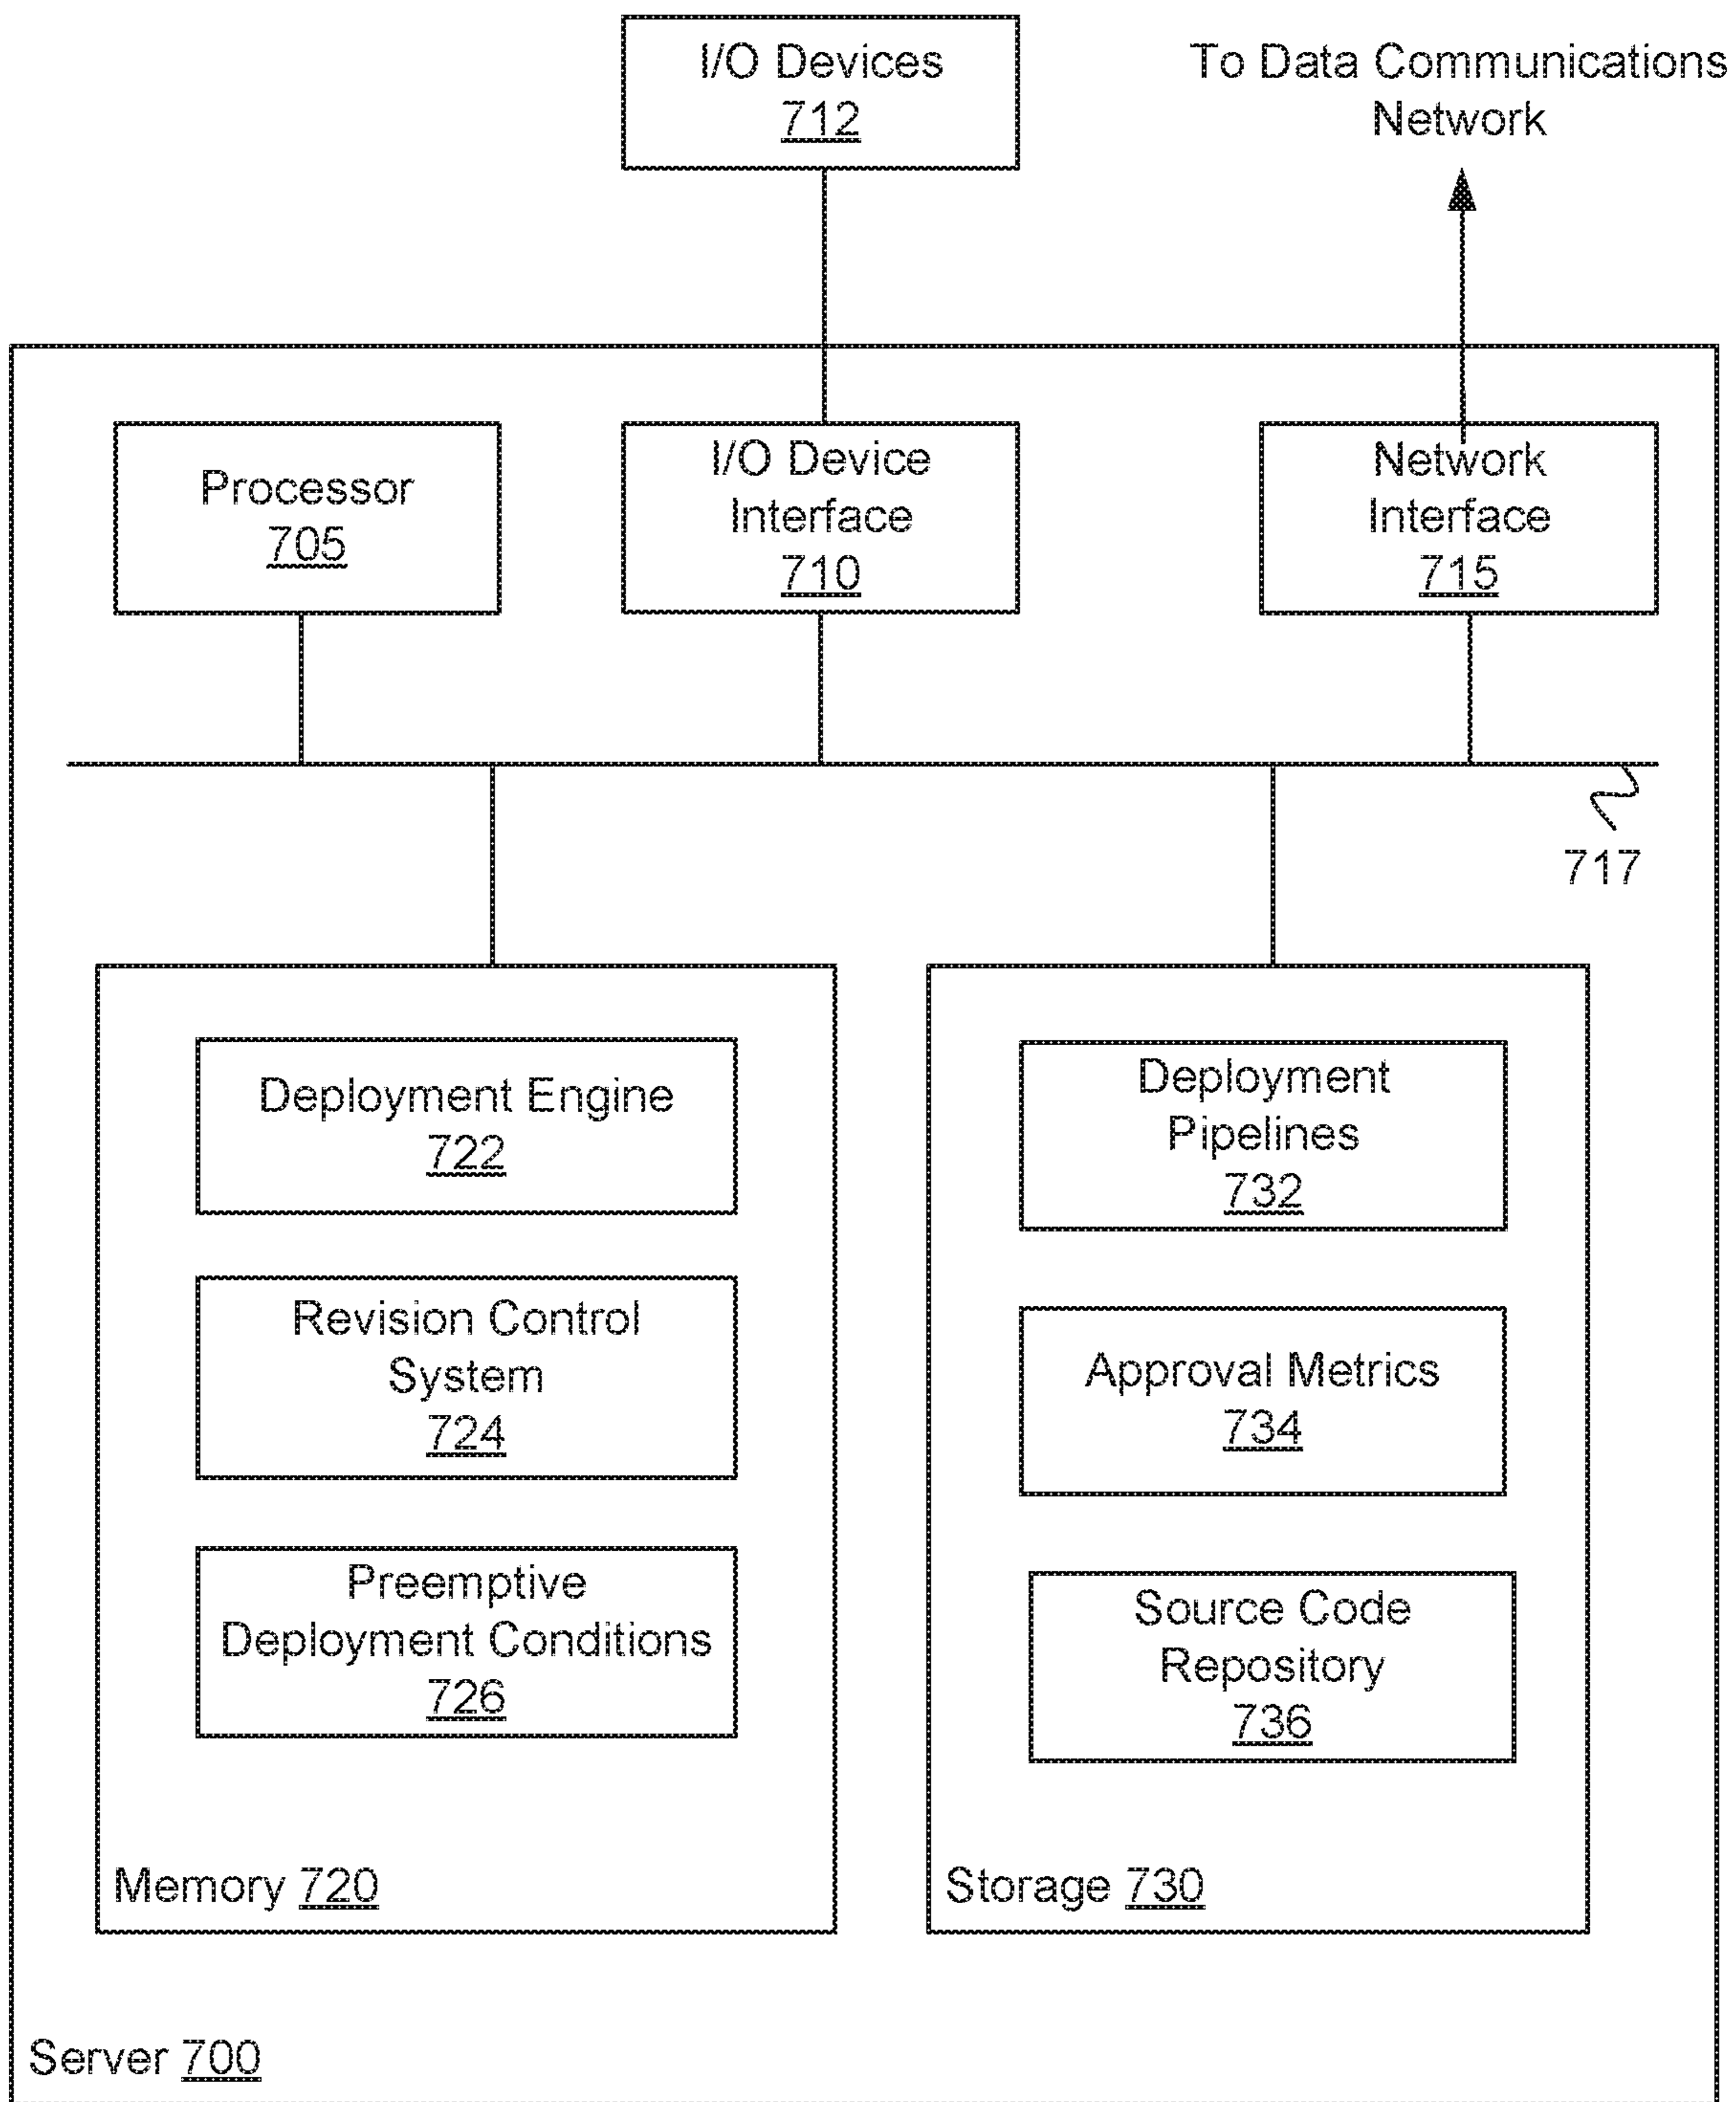 I/O Devices
712
To Data Communications
Network
Processor
705
I/O Device
Interface
710
Network
Interface
715
717
Deployment Engine
722
Revision Control
System
724
Preemptive
Deployment Conditions
726
Memory 720
Deployment
Pipelines
732
Approval Metrics
734
Source Code
Repository
736
Storage 730
Server 700